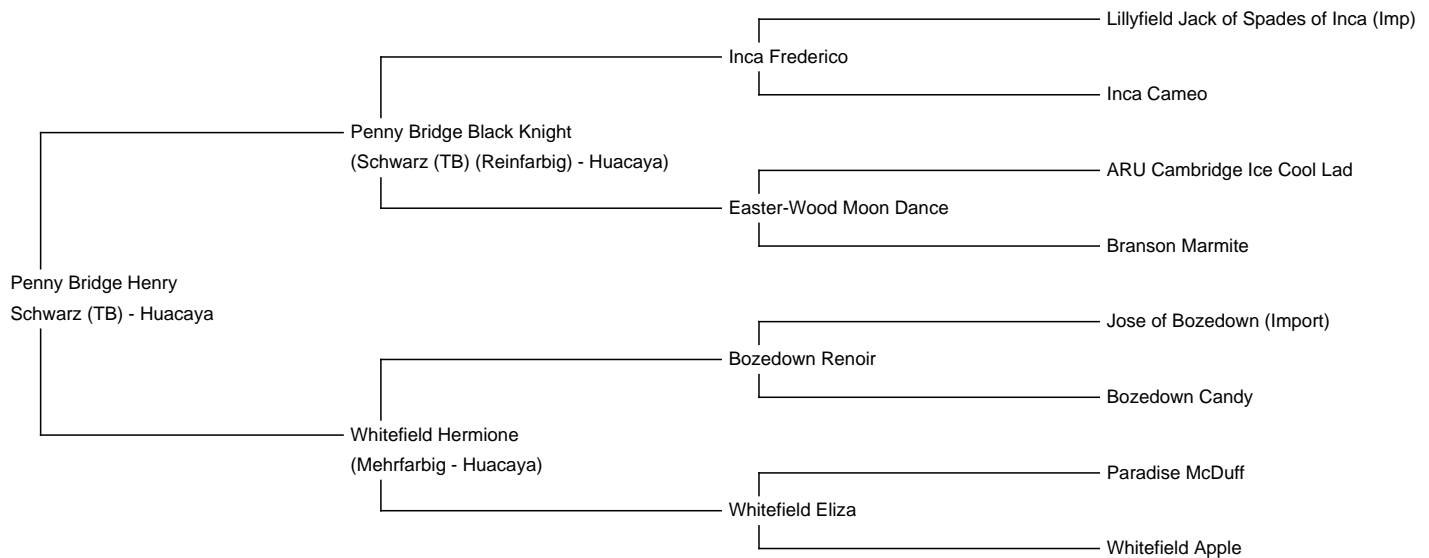 Lillyfield Jack of Spades of Inca (Imp)
Inca Frederico
Inca Cameo
Penny Bridge Black Knight
(Schwarz (TB) (Reinfarbig) - Huacaya)
ARU Cambridge Ice Cool Lad
Easter-Wood Moon Dance
Branson Marmite
Penny Bridge Henry
Schwarz (TB) - Huacaya
Jose of Bozedown (Import)
Bozedown Renoir
Bozedown Candy
Whitefield Hermione
(Mehrfarbig - Huacaya)
Paradise McDuff
Whitefield Eliza
Whitefield Apple